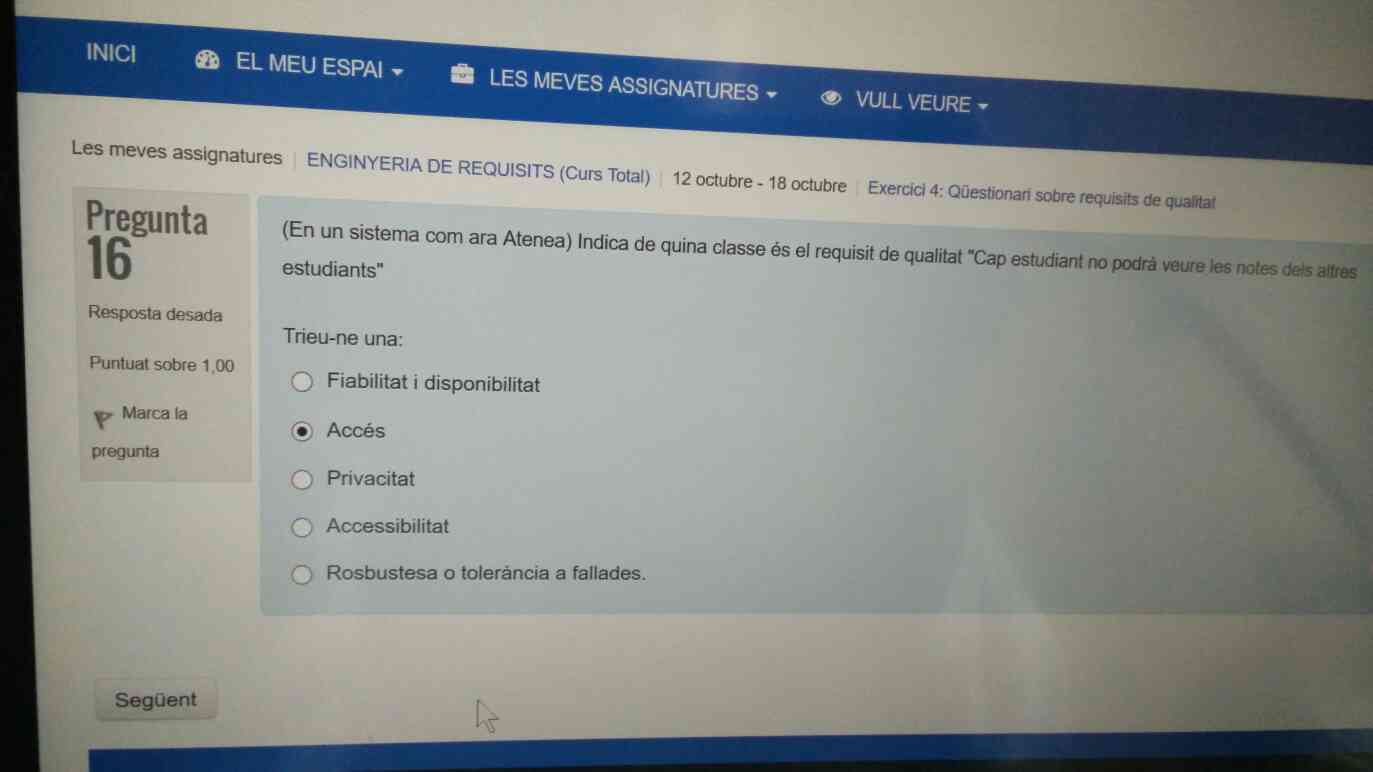 INICI EL MEU ESPAI LES MEVES ASSIGNATURES VULL VEURE
Les meves assignatures ENGINYERIA DE REQUISITS (Curs Total) 12 octubre - 18 octubre Exercici 4: Qüestionari sobre requisits de qualitat
Pregunta
16
Resposta desada
Puntuat sobre 1,00
Marca la
pregunta
(En un sistema com ara Atenea) Indica de quina classe és el requisit de qualitat "Cap estudiant no podrà veure les notes dels altres
estudiants"
Trieu-ne una:
Fiabilitat i disponibilitat
Accés
Privacitat
Accessibilitat
Rosbustesa o tolerància a fallades.
Següent